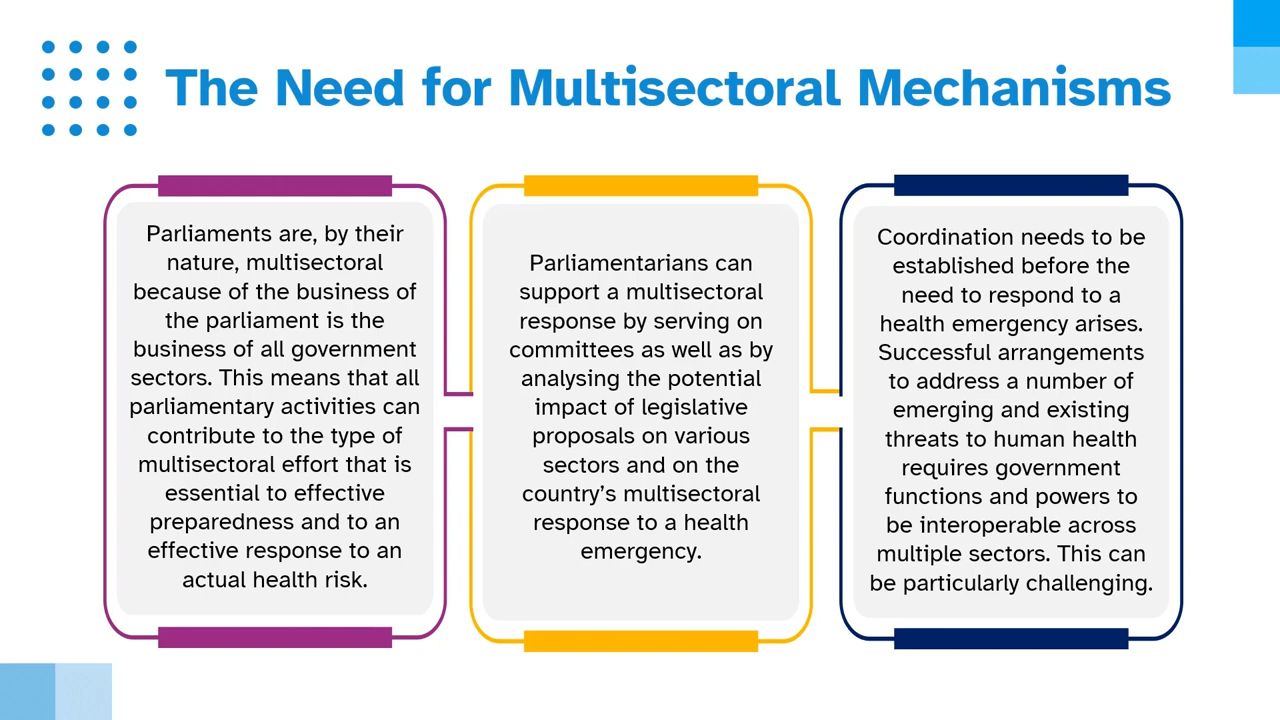 The Need for Multisectoral Mechanisms
Parliaments are, by their
nature, multisectoral
because of the business of
the parliament is the
business of all government
sectors. This means that all
parliamentary activities can
contribute to the type of
multisectoral effort that is
essential to effective
preparedness and to an
effective response to an
actual health risk.
Parliamentarians can
support a multisectoral
response by serving on
committees as well as by
analysing the potential
impact of legislative
proposals on various
sectors and on the
country’s multisectoral
response to a health
emergency.
Coordination needs to be
established before the
need to respond to a
health emergency arises.
Successful arrangements
to address a number of
emerging and existing
threats to human health
requires government
functions and powers to
be interoperable across
multiple sectors. This can
be particularly challenging.